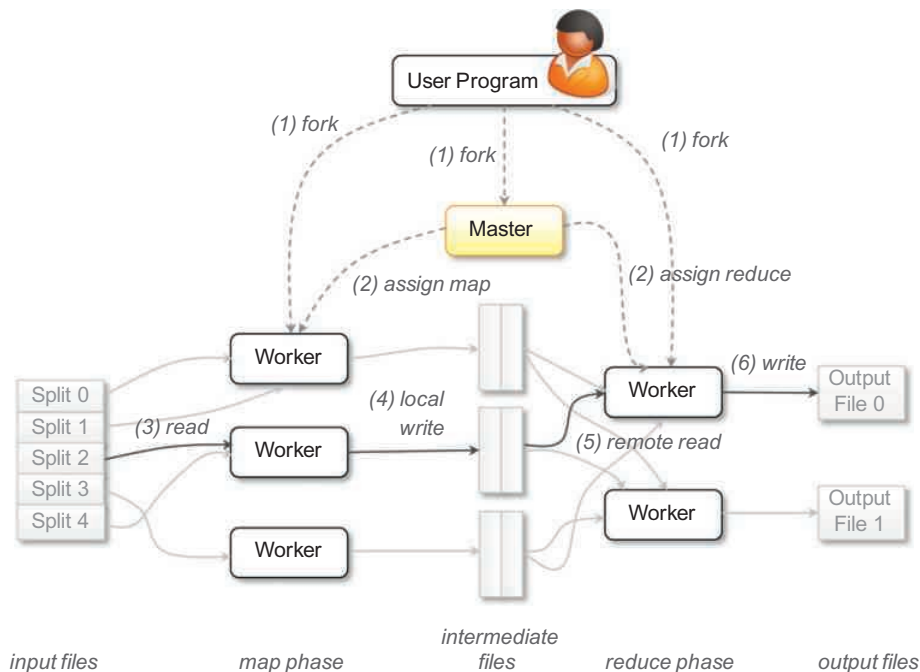 User Program
(1) fork
(1) fork
(1) fork
Master
(2) assign map
(2) assign reduce
Worker
Split 0
Split 1
Split 2
Split 3
Split 4
(3) read
Worker
(4) local
write
Worker
(5) remote read
Worker
Worker
(6) write
Output
File 0
Output
File 1
input files
map phase
intermediate
files
reduce phase
output files